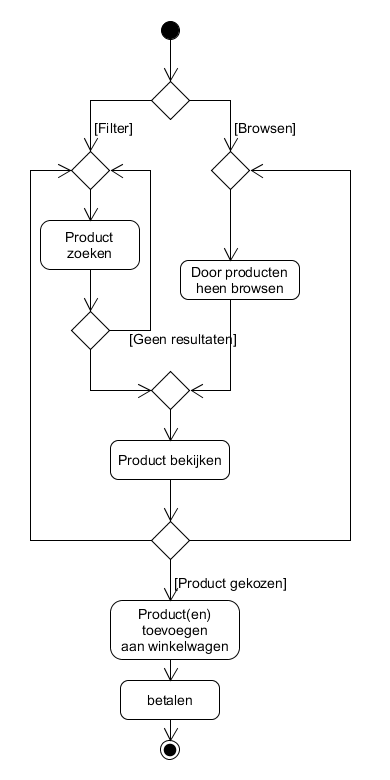 [Filter]
[Browsen]
Product
zoeken
Door producten
heen browsen
[Geen resultaten]
Product bekijken
[Product gekozen]
Product(en)
toevoegen
aan winkelwagen
betalen